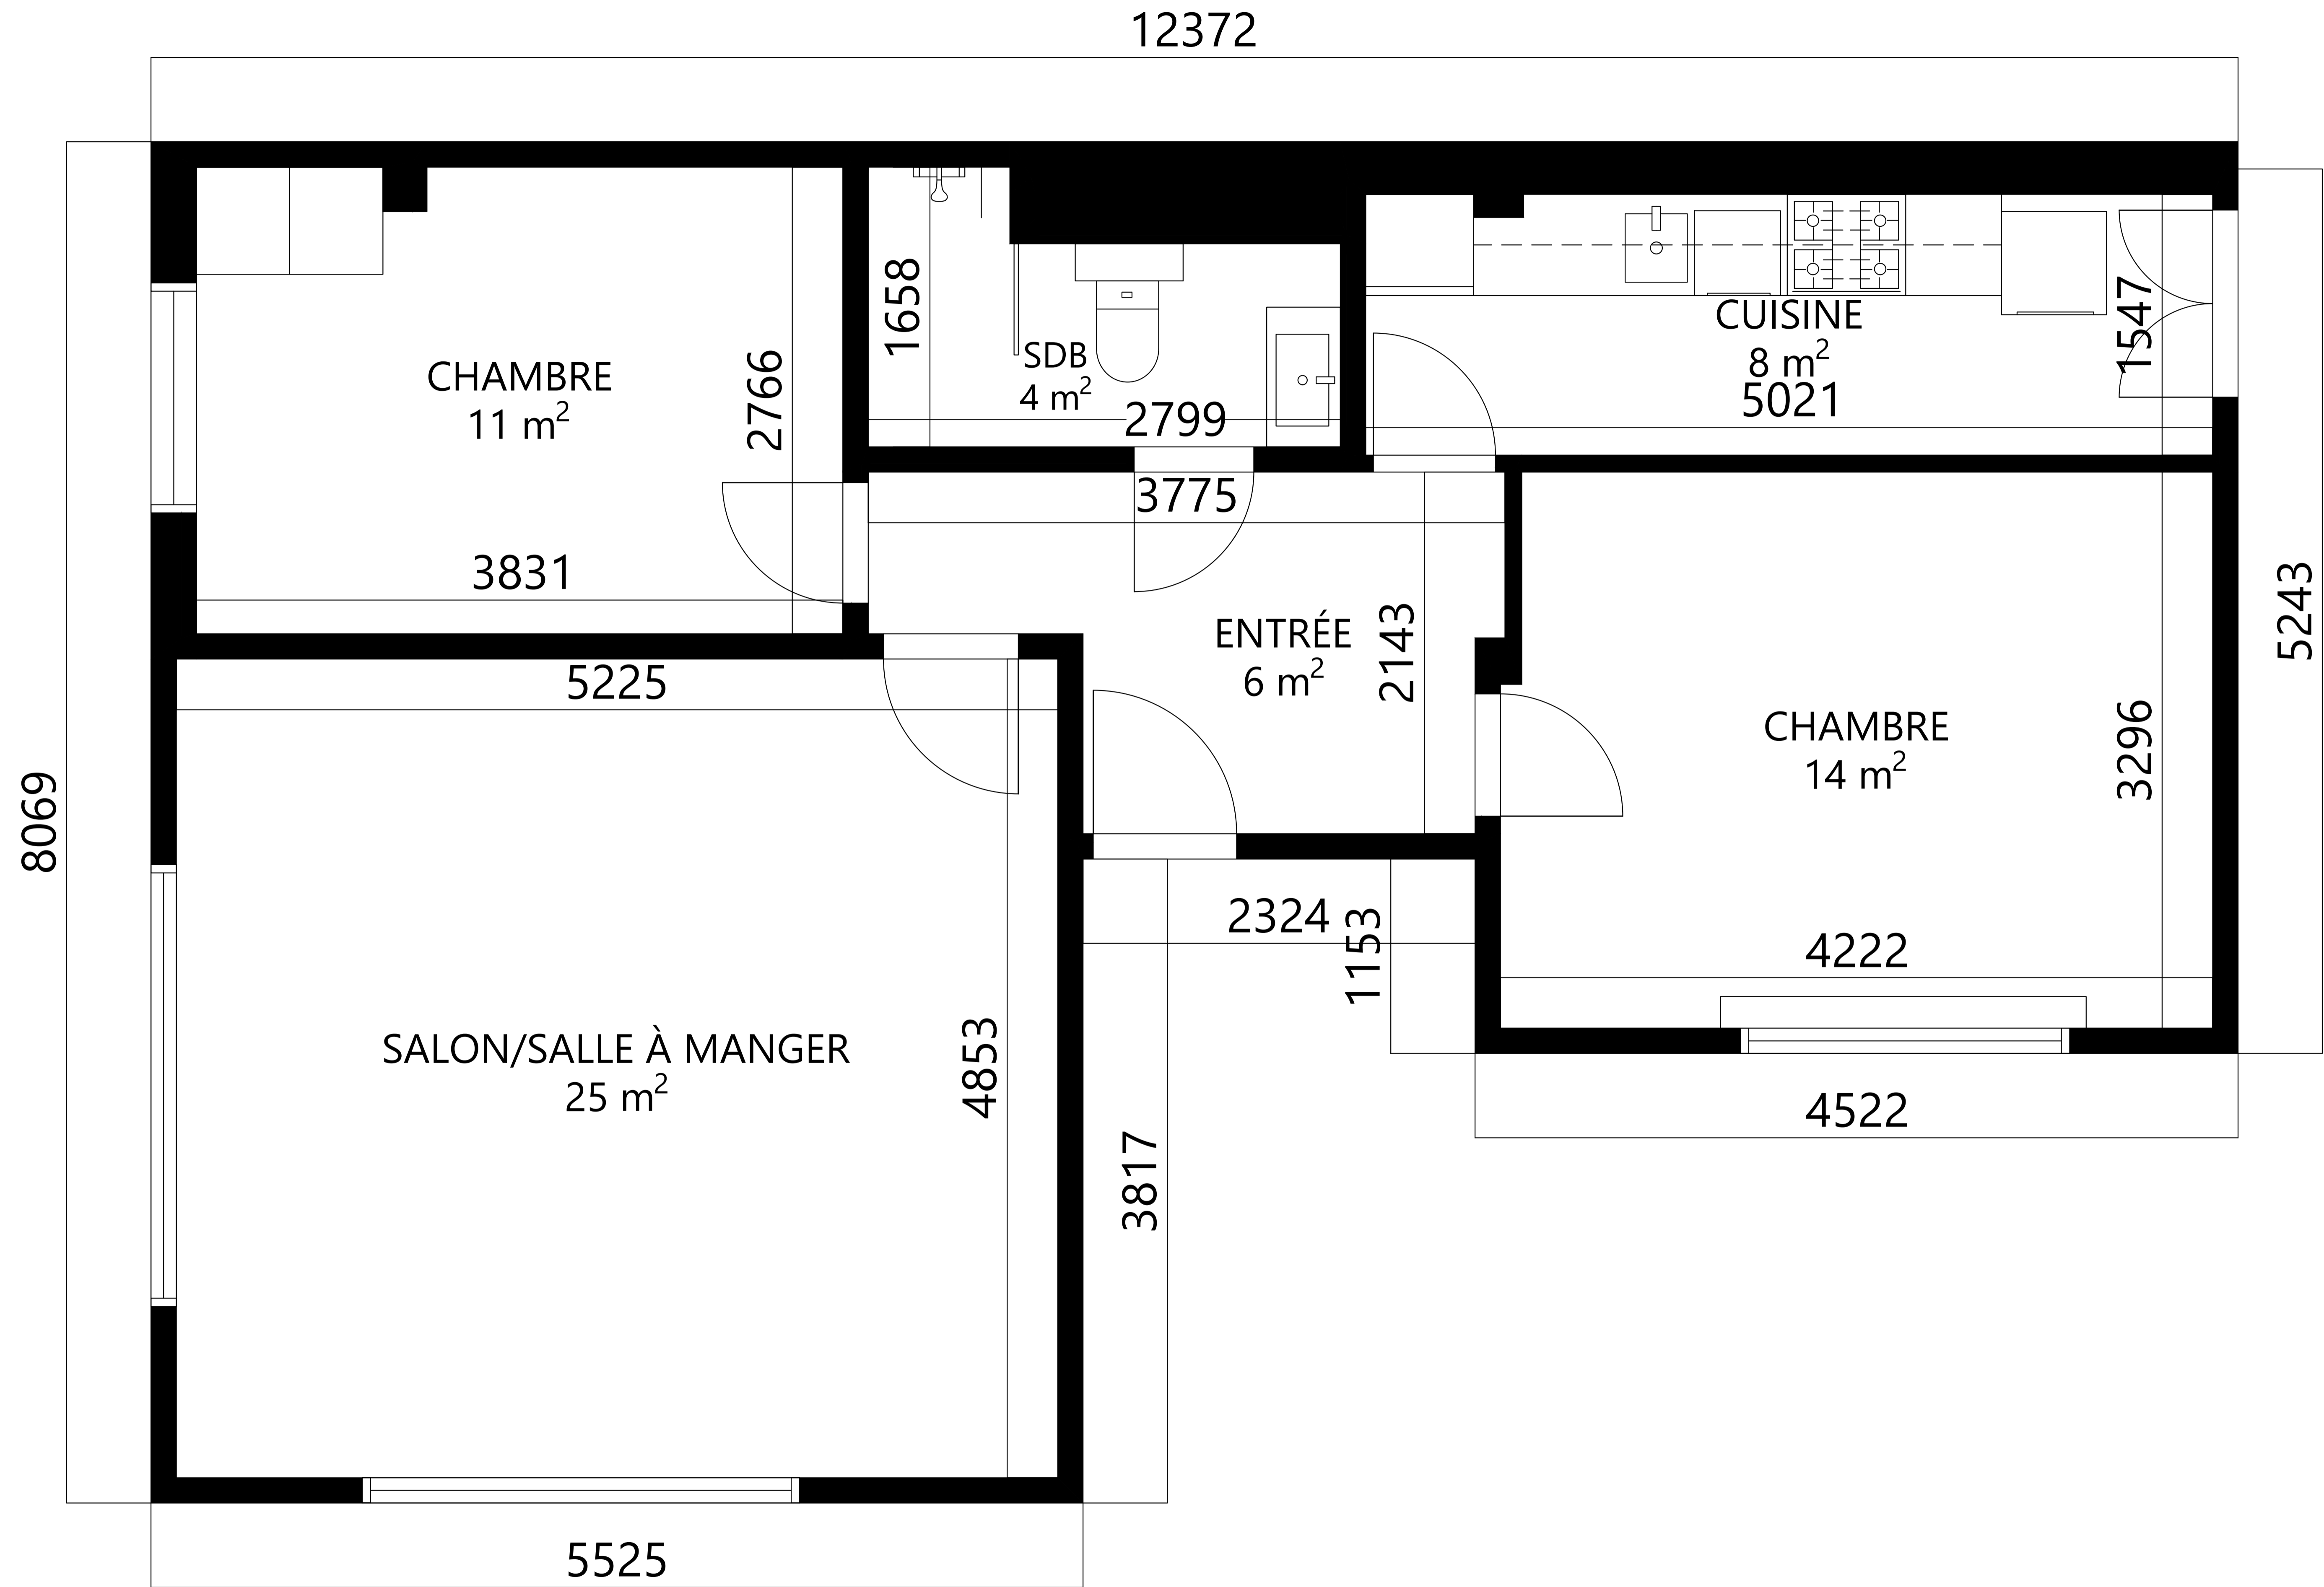 12372
CHAMBRE
11 m²
2766
3831
1658
SDB
4 m²
2799
CUISINE
8 m²
5021
1547
3775
ENTRÉE
6 m²
2143
CHAMBRE
14 m²
3296
4222
5243
8069
5225
SALON/SALLE À MANGER
25 m²
4853
2324
1153
3817
4522
5525